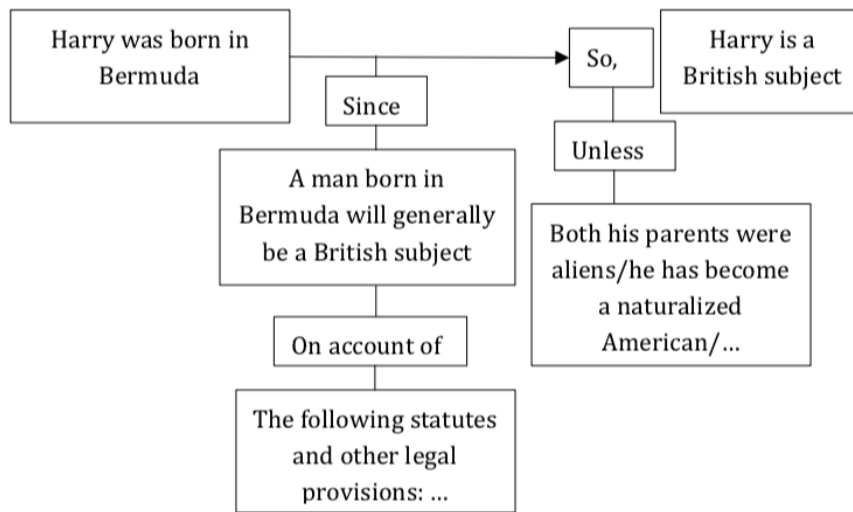 Harry was born in
Bermuda
So,
Harry is a
British subject
Since
Unless
A man born in
Bermuda will generally
be a British subject
Both his parents were
aliens/he has become
a naturalized
American/...
On account of
The following statutes
and other legal
provisions: ...